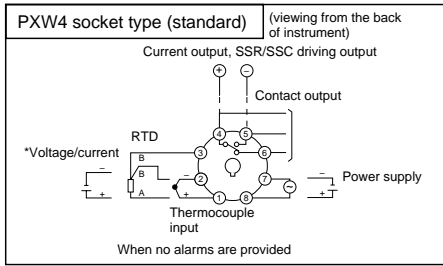 PXW4 socket type (standard)
(viewing from the back
of instrument)
Current output, SSR/SSC driving output
+ −
Contact output
4 5
RTD
*Voltage/current
B
3 6
− B − 2 7 ~ − Power supply
+ A + 1 8 +
Thermocouple
input
When no alarms are provided